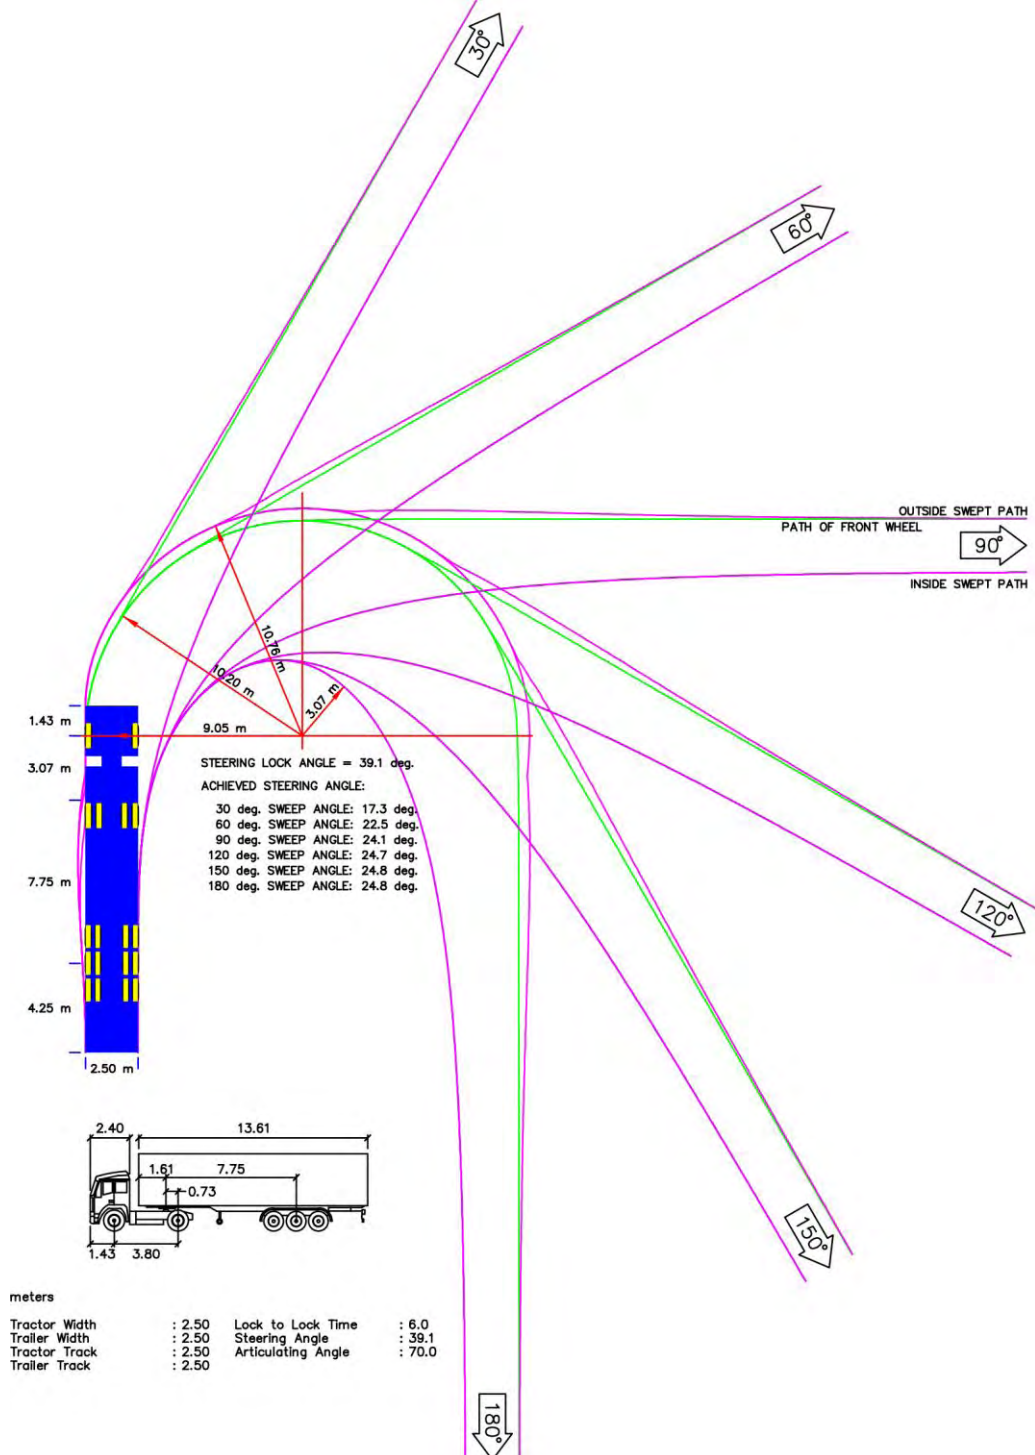 30°
60°
OUTSIDE SWEPT PATH
PATH OF FRONT WHEEL
90°
INSIDE SWEPT PATH
10.76 m
10.20 m
3.07 m
1.43 m
9.05 m
3.07 m
STEERING LOCK ANGLE = 39.1 deg.
ACHIEVED STEERING ANGLE:
30 deg. SWEEP ANGLE: 17.3 deg.
60 deg. SWEEP ANGLE: 22.5 deg.
90 deg. SWEEP ANGLE: 24.1 deg.
120 deg. SWEEP ANGLE: 24.7 deg.
150 deg. SWEEP ANGLE: 24.8 deg.
180 deg. SWEEP ANGLE: 24.8 deg.
7.75 m
120°
4.25 m
2.50 m
2.40 13.61
1.61 7.75
0.73
1.43 3.80
150°
meters
Tractor Width : 2.50 Lock to Lock Time : 6.0
Trailer Width : 2.50 Steering Angle : 39.1
Tractor Track : 2.50 Articulating Angle : 70.0
Trailer Track : 2.50
180°